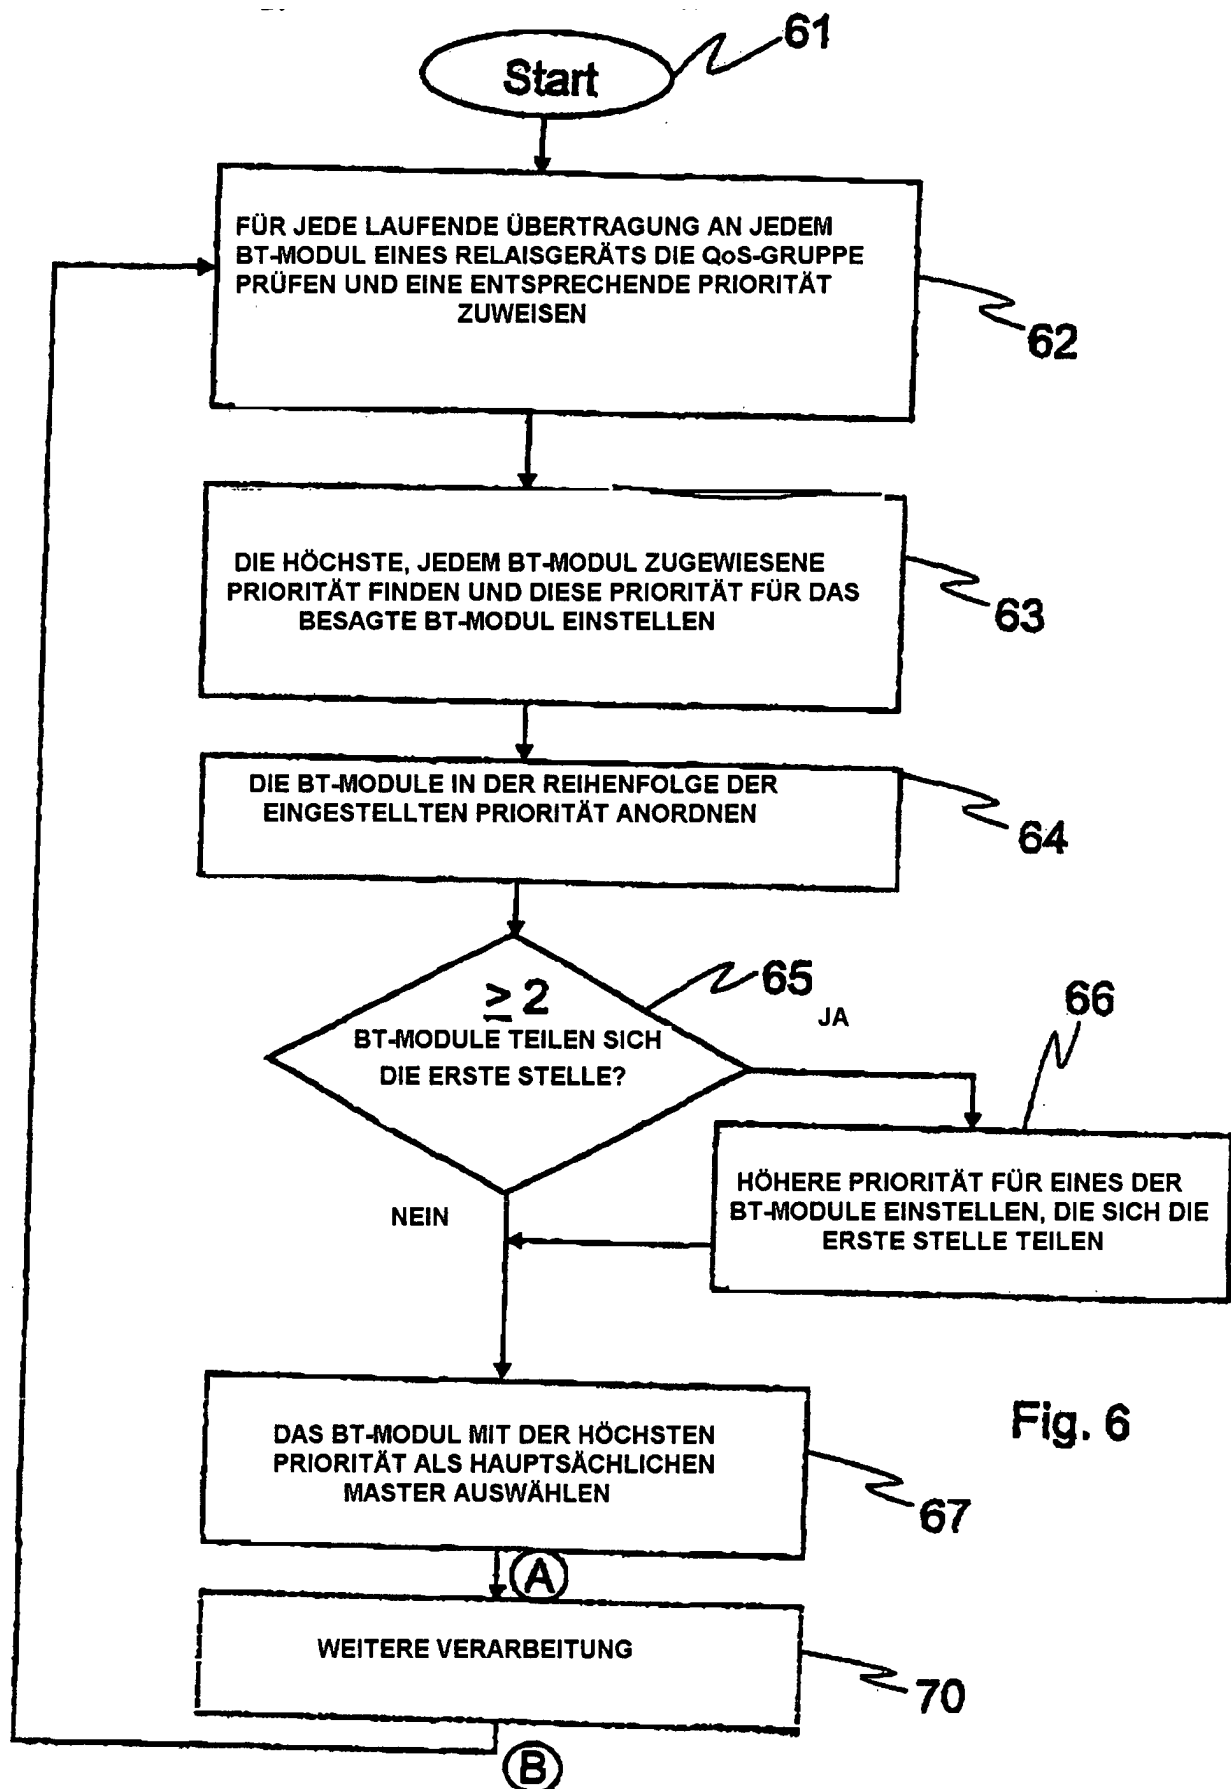 61
Start
FÜR JEDE LAUFENDE ÜBERTRAGUNG AN JEDEM
BT-MODUL EINES RELAISGERÄTS DIE QoS-GRUPPE
PRÜFEN UND EINE ENTSPRECHENDE PRIORITÄT
ZUWEISEN
62
DIE HÖCHSTE, JEDEM BT-MODUL ZUGEWIESENE
PRIORITÄT FINDEN UND DIESE PRIORITÄT FÜR DAS
BESAGTE BT-MODUL EINSTELLEN
63
DIE BT-MODULE IN DER REIHENFOLGE DER
EINGESTELLTEN PRIORITÄT ANORDNEN
64
≥ 2
BT-MODULE TEILEN SICH
DIE ERSTE STELLE?
65
JA
66
HÖHERE PRIORITÄT FÜR EINES DER
BT-MODULE EINSTELLEN, DIE SICH DIE
ERSTE STELLE TEILEN
NEIN
DAS BT-MODUL MIT DER HÖCHSTEN
PRIORITÄT ALS HAUPTSÄCHLICHEN
MASTER AUSWÄHLEN
67
Fig. 6
A
WEITERE VERARBEITUNG
70
B